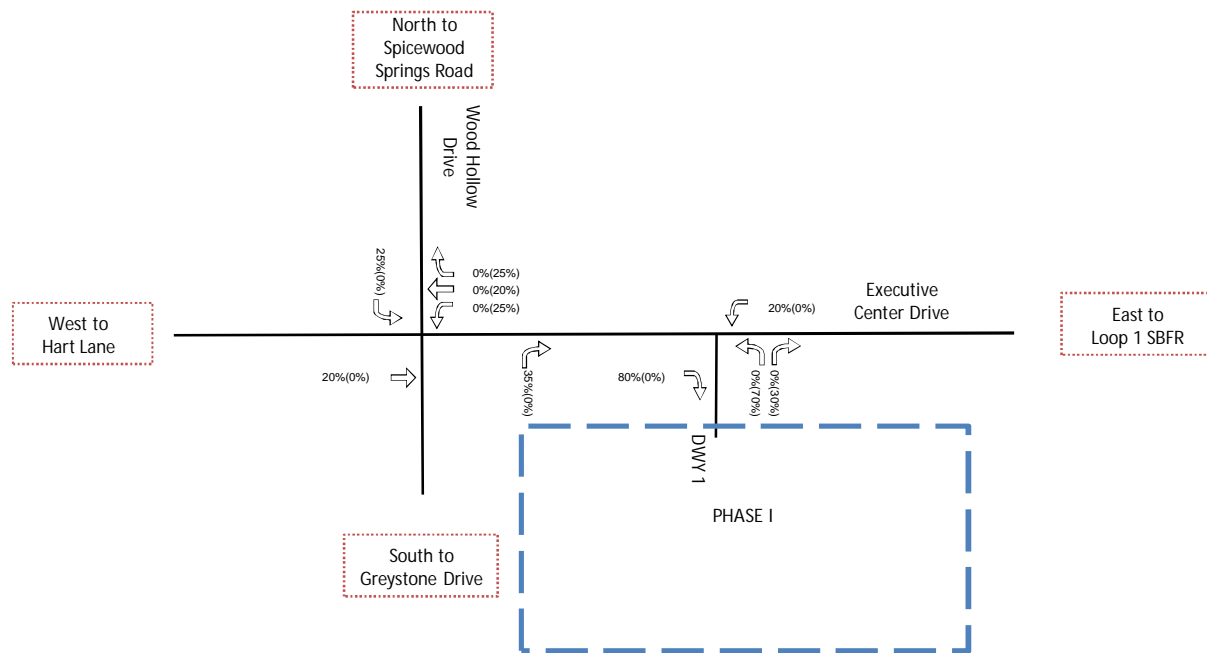 North to
Spicewood
Springs Road
Wood Hollow
Drive
25%(0%)
0%(25%)
0%(20%)
0%(25%)
West to
Hart Lane
20%(0%)
Executive
Center Drive
East to
Loop 1 SBFR
20%(0%)
35%(0%)
80%(0%)
0%(70%)
0%(30%)
DWY 1
PHASE I
South to
Greystone Drive